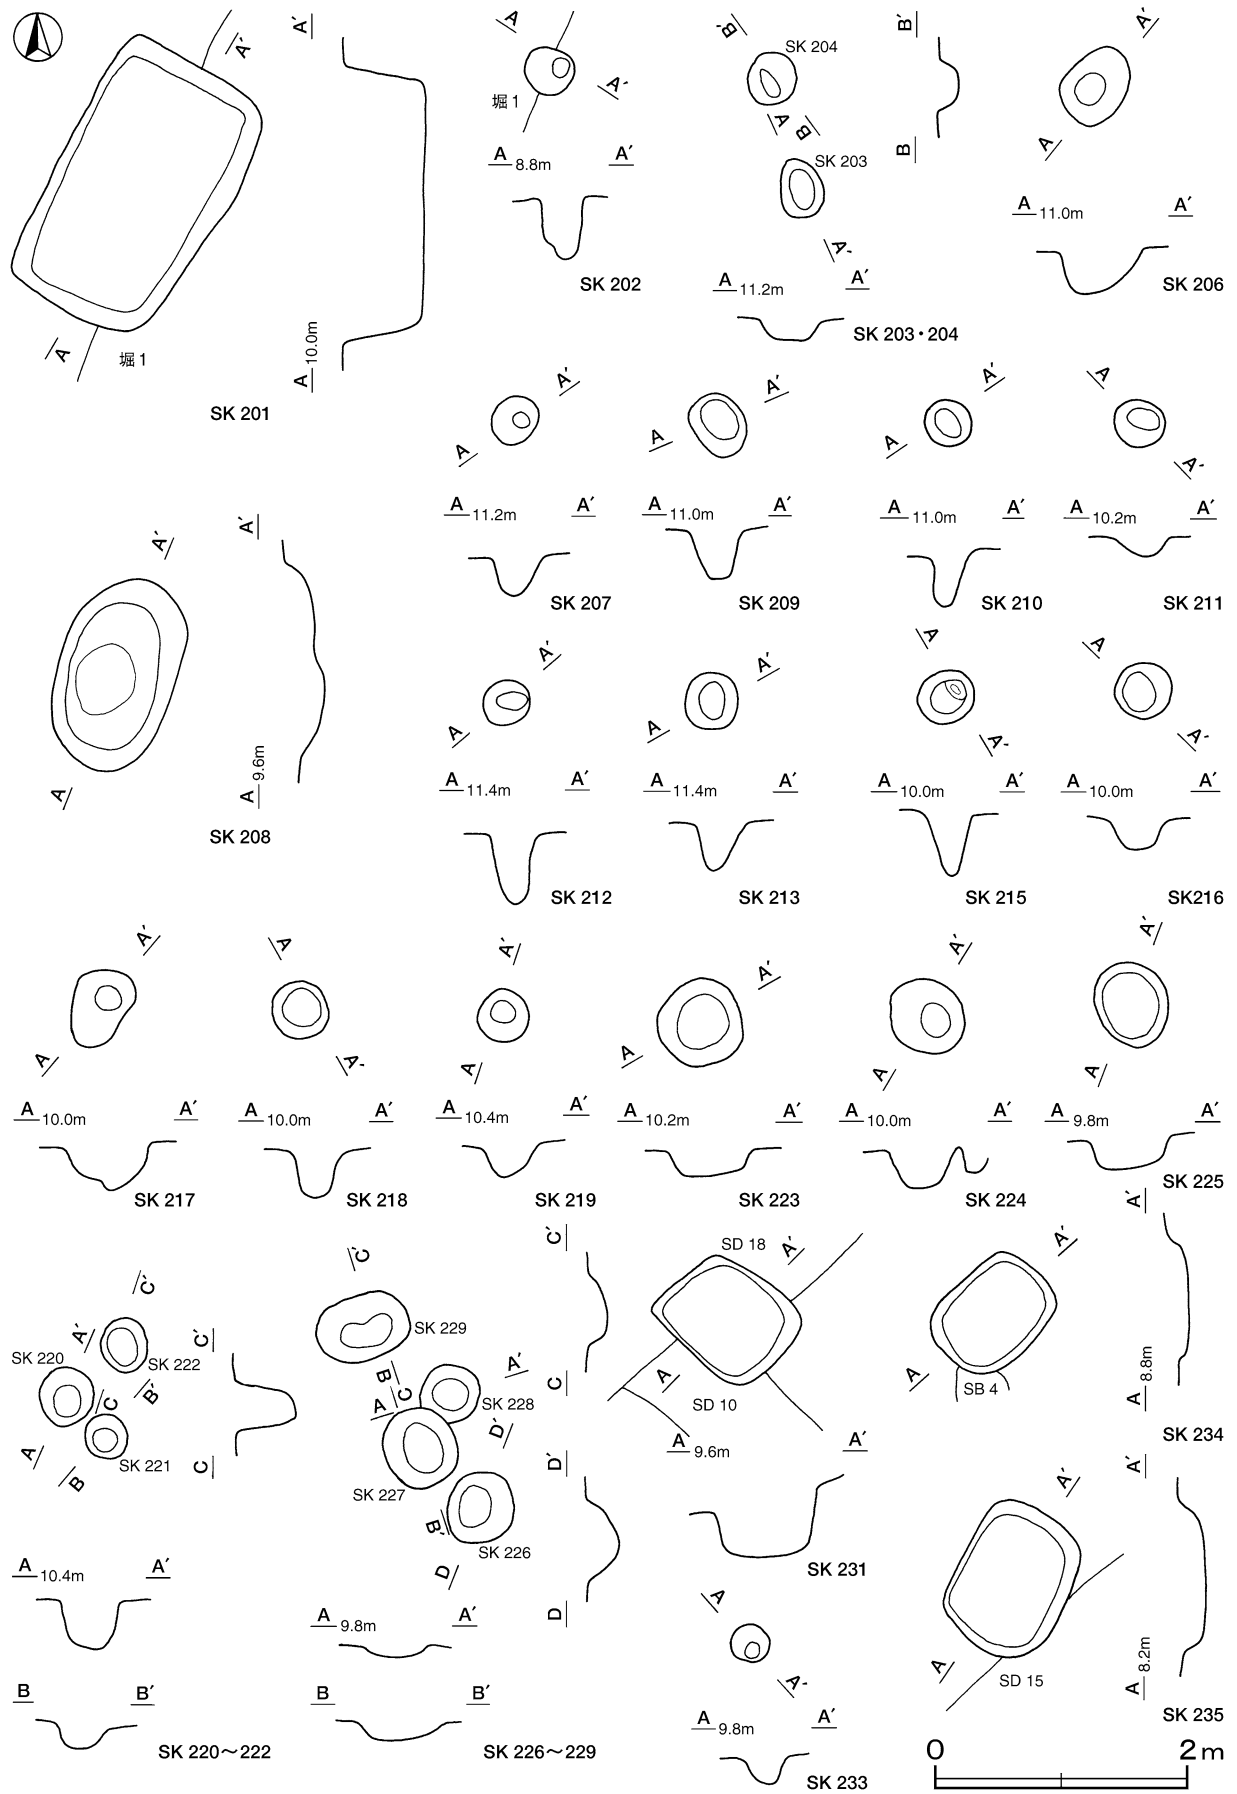 A′
A′
堀 1
A
A 10.0m
SK 201
A
堀 1
A′
A 8.8m A′
SK 202
B′
SK 204
A B
SK 203
A′
B′
B
A 11.2m A′
SK 203・204
A′
A
A 11.0m A′
SK 206
A′
A
A 11.2m A′
SK 207
A′
A
A 11.0m A′
SK 209
A′
A
A 11.0m A′
SK 210
A
A′
A 10.2m A′
SK 211
A′
A′
A
A 9.6m
SK 208
A′
A
A 11.4m A′
SK 212
A′
A
A 11.4m A′
SK 213
A
A′
A 10.0m A′
SK 215
A
A′
A 10.0m A′
SK216
A′
A
A 10.0m A′
SK 217
A
A′
A 10.0m A′
SK 218
A′
A
A 10.4m A′
SK 219
A′
A
A 10.2m A′
SK 223
A′
A
A 10.0m A′
SK 224
A′
A
A 9.8m A′
SK 225
C′
A′
SK 220
SK 222
B′
C
SK 221
A
B
C′
C
A 10.4m A′
B B′
SK 220～222
C′
SK 229
B C
A
A′
SK 228
D′
SK 227
B′
SK 226
D
C′
C
D′
D
A 9.8m A′
B B′
SK 226～229
SD 18
A′
A
SD 10
A 9.6m A′
SK 231
A
A′
A 9.8m A′
SK 233
A′
A
SB 4
A′
A 8.8m
SK 234
A′
A
SD 15
A′
A 8.2m
SK 235
0 2 m